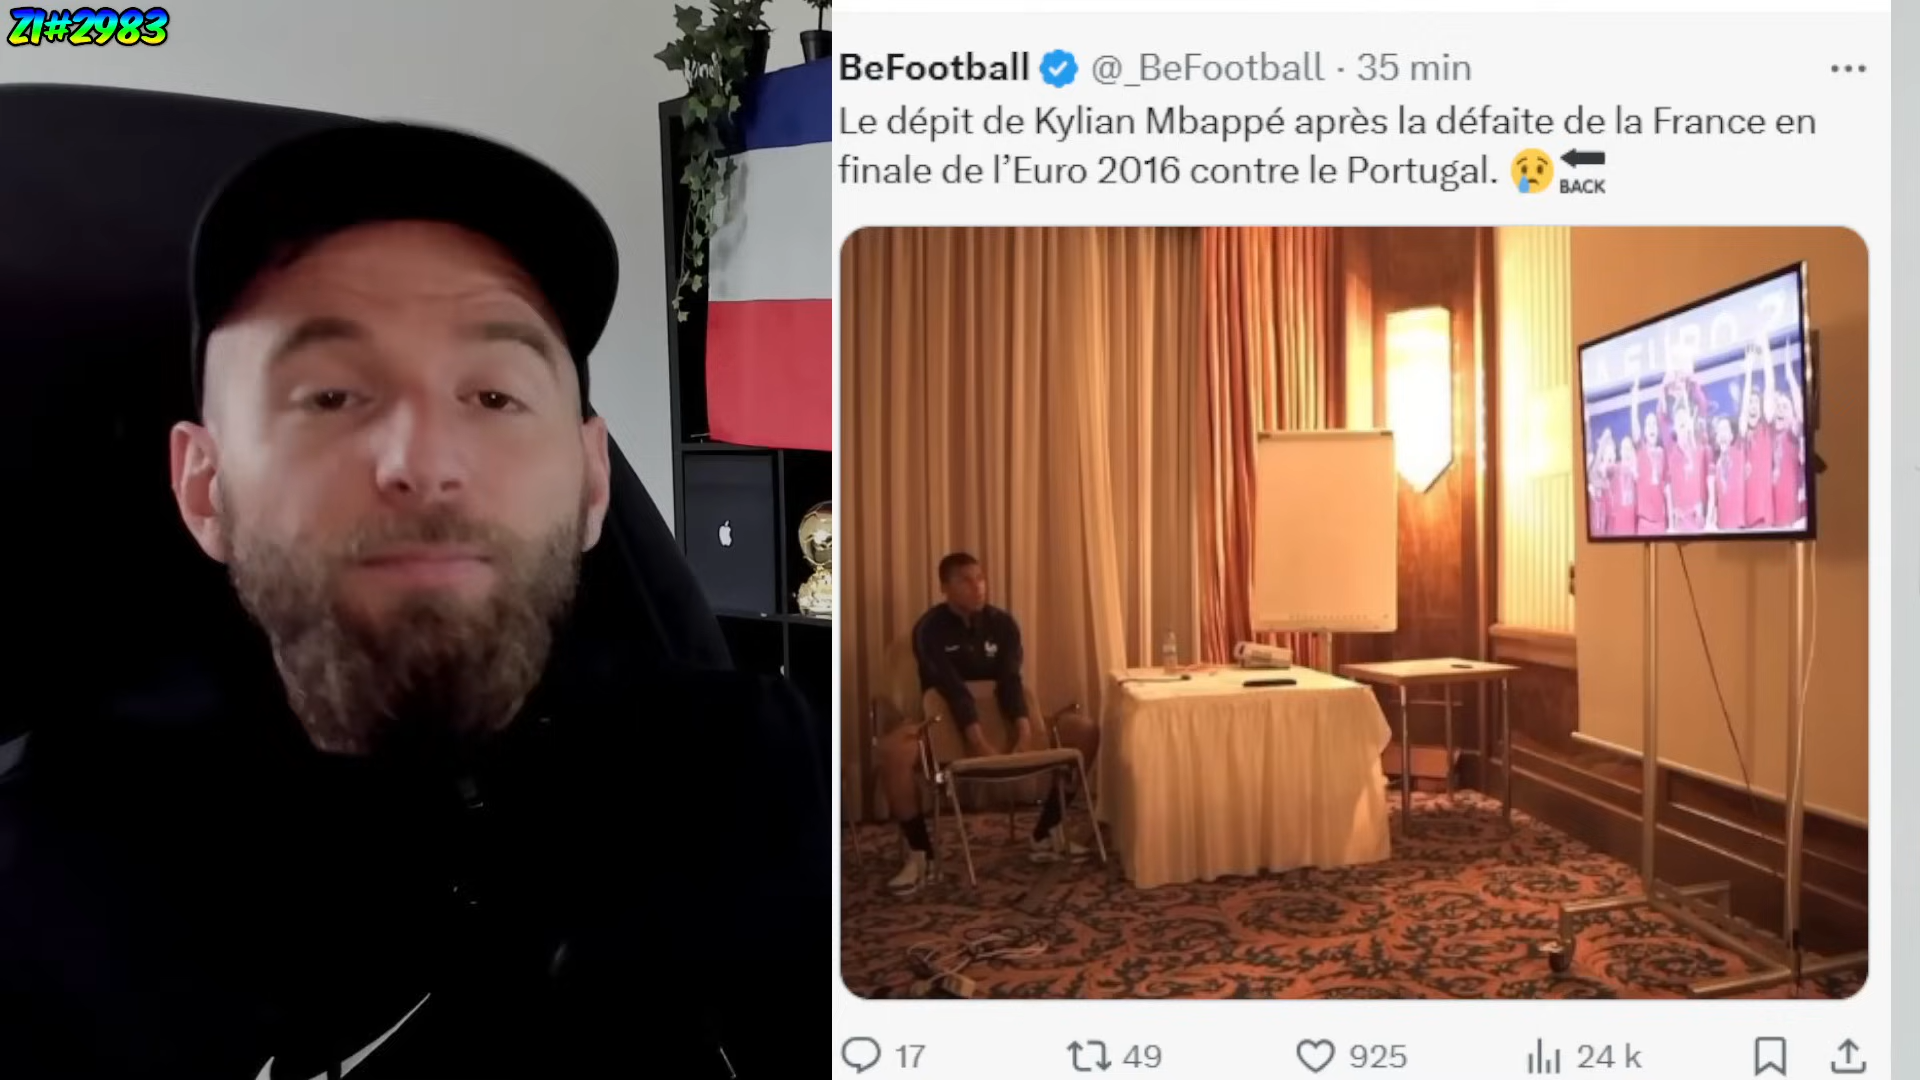 ZI#2983
BeFootball @_BeFootball · 35 min
Le dépit de Kylian Mbappé après la défaite de la France en
finale de l’Euro 2016 contre le Portugal. 😢🔙
BACK
17 49 925 24 k